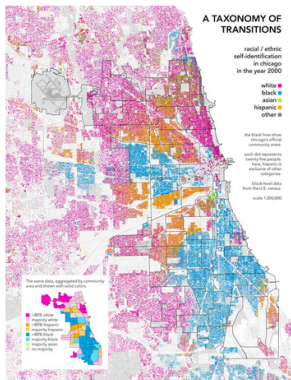 A TAXONOMY OF
TRANSITIONS
racial / ethnic
self-identification
in chicago
in the year 2000
white
black
asian
hispanic
other
the black lines show
chicago's official
community areas.
each dot represents
twenty-five people.
here, hispanic is
exclusive of other
categories.
block-level data
from the U.S. census.
scale 1:200,000
The same data, aggregated by community
area and shown with solid colors.
>80% white
majority white
>80% hispanic
majority hispanic
>80% black
majority black
majority asian
no majority